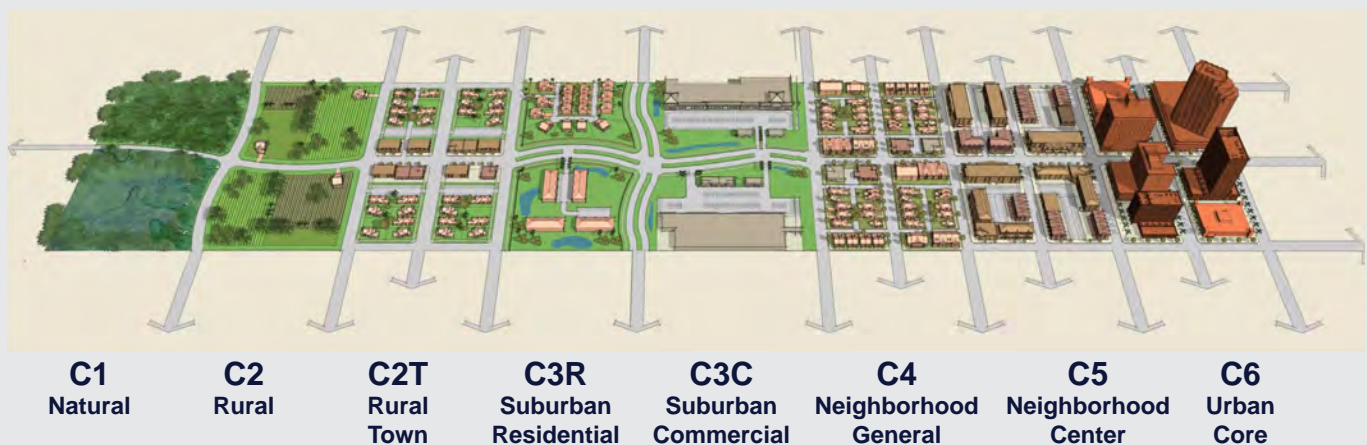 C1
Natural
C2
Rural
C2T
Rural
Town
C3R
Suburban
Residential
C3C
Suburban
Commercial
C4
Neighborhood
General
C5
Neighborhood
Center
C6
Urban
Core